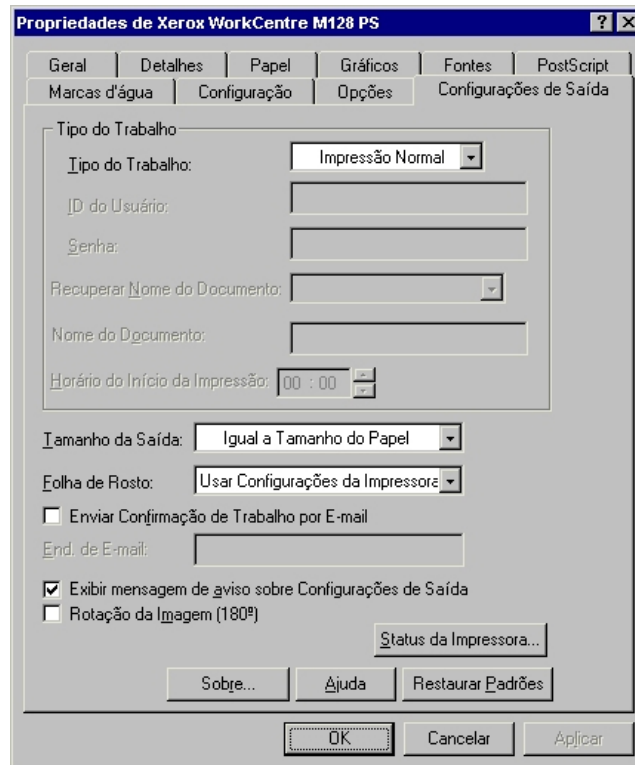 Propriedades de Xerox WorkCentre M128 PS
Geral Detalhes Papel Gráficos Fontes PostScript
Marcas d'água Configuração Opções Configurações de Saída
Tipo do Trabalho
Tipo do Trabalho: Impressão Normal
ID do Usuário:
Senha:
Recuperar Nome do Documento:
Nome do Documento:
Horário do Início da Impressão: 00 : 00
Tamanho da Saída: Igual a Tamanho do Papel
Folha de Rosto: Usar Configurações da Impressora
Enviar Confirmação de Trabalho por E-mail
End. de E-mail:
Exibir mensagem de aviso sobre Configurações de Saída
Rotação da Imagem (180º)
Status da Impressora...
Sobre... Ajuda Restaurar Padrões
OK Cancelar Aplicar